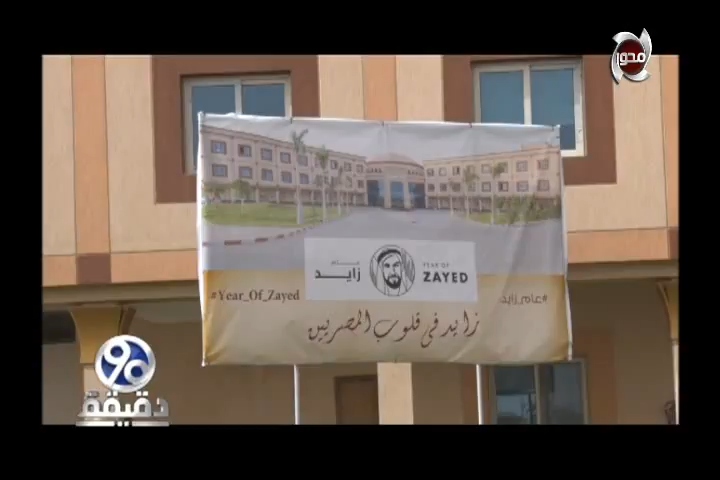 محور
عام
زايد
YEAR OF
ZAYED
#Year_Of_Zayed
#عام_زايد
زايد في قلوب المصريين
90
دقيقة